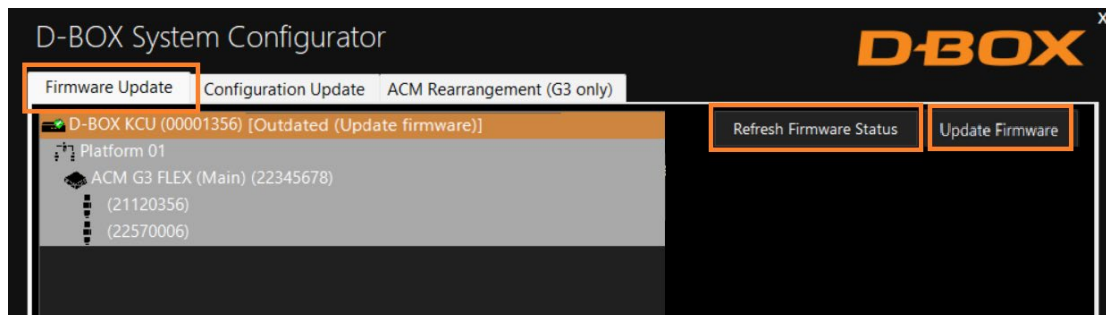 D-BOX System Configurator
D-BOX
X
Firmware Update Configuration Update ACM Rearrangement (G3 only)
D-BOX KCU (00001356) [Outdated (Update firmware)] Refresh Firmware Status Update Firmware
Platform 01
ACM G3 FLEX (Main) (22345678)
(21120356)
(22570006)